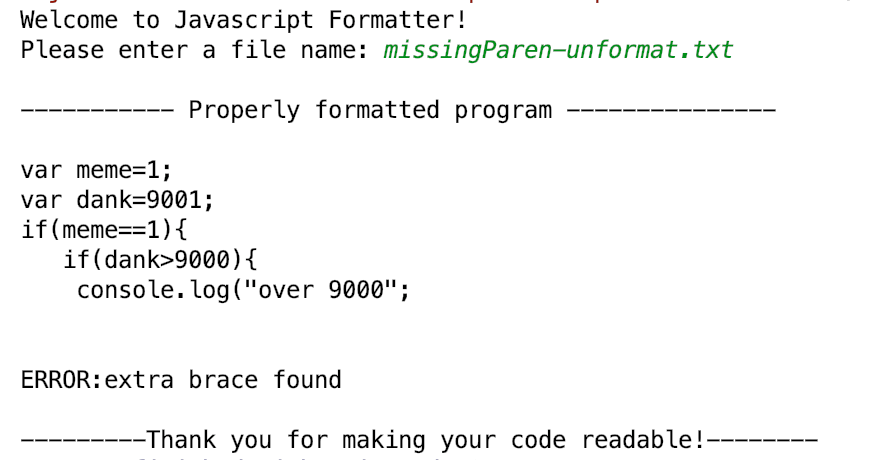 Welcome to Javascript Formatter!
Please enter a file name: missingParen-unformat.txt
----------- Properly formatted program ---------------
var meme=1;
var dank=9001;
if(meme==1){
   if(dank>9000){
    console.log("over 9000";
ERROR:extra brace found
---------Thank you for making your code readable!--------